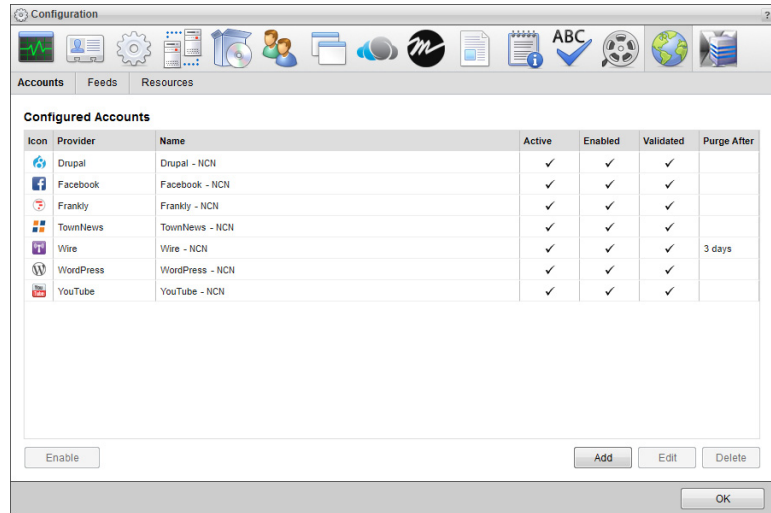 Configuration
?
ABC
Accounts Feeds Resources
Configured Accounts
Icon Provider Name Active Enabled Validated Purge After
Drupal Drupal - NCN ✓ ✓ ✓
Facebook Facebook - NCN ✓ ✓ ✓
Frankly Frankly - NCN ✓ ✓ ✓
TownNews TownNews - NCN ✓ ✓ ✓
Wire Wire - NCN ✓ ✓ ✓ 3 days
WordPress WordPress - NCN ✓ ✓ ✓
YouTube YouTube - NCN ✓ ✓ ✓
Enable Add Edit Delete
OK